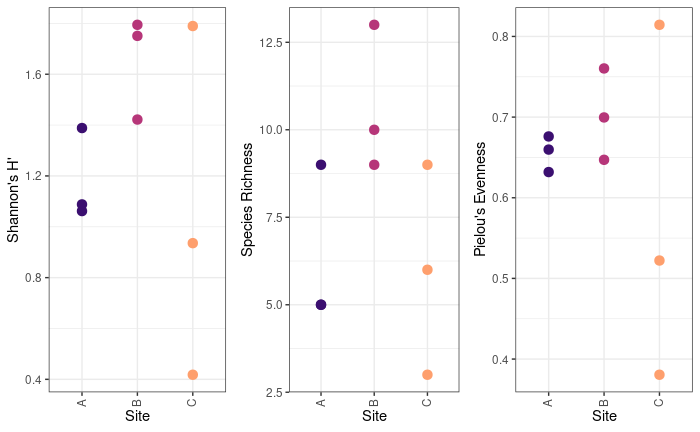 Shannon's H'
1.6
1.2
0.8
0.4
A
B
C
Site
Species Richness
12.5
10.0
7.5
5.0
2.5
A
B
C
Site
Pielou's Evenness
0.8
0.7
0.6
0.5
0.4
A
B
C
Site